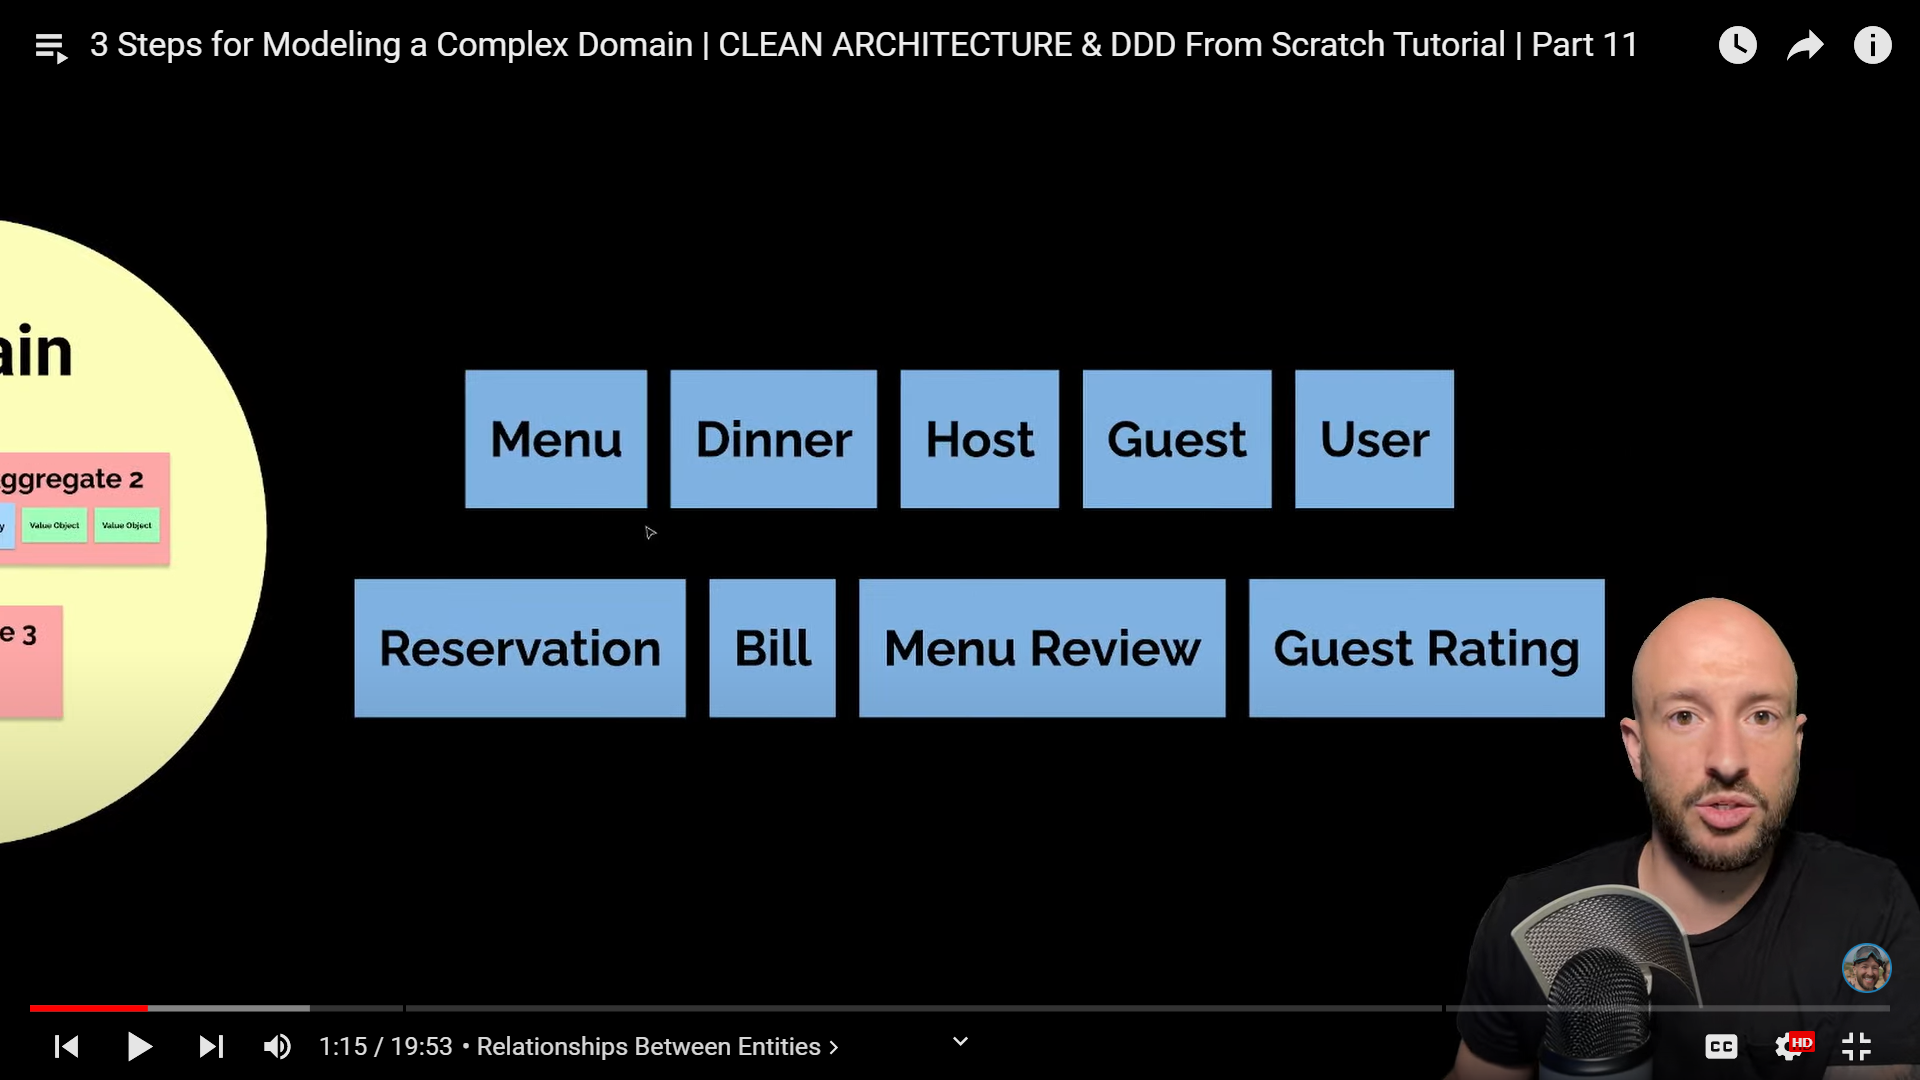 3 Steps for Modeling a Complex Domain | CLEAN ARCHITECTURE & DDD From Scratch Tutorial | Part 11
ain
ggregate 2
y Value Object Value Object
e 3
Menu Dinner Host Guest User
Reservation Bill Menu Review Guest Rating
1:15 / 19:53 • Relationships Between Entities >
CC HD